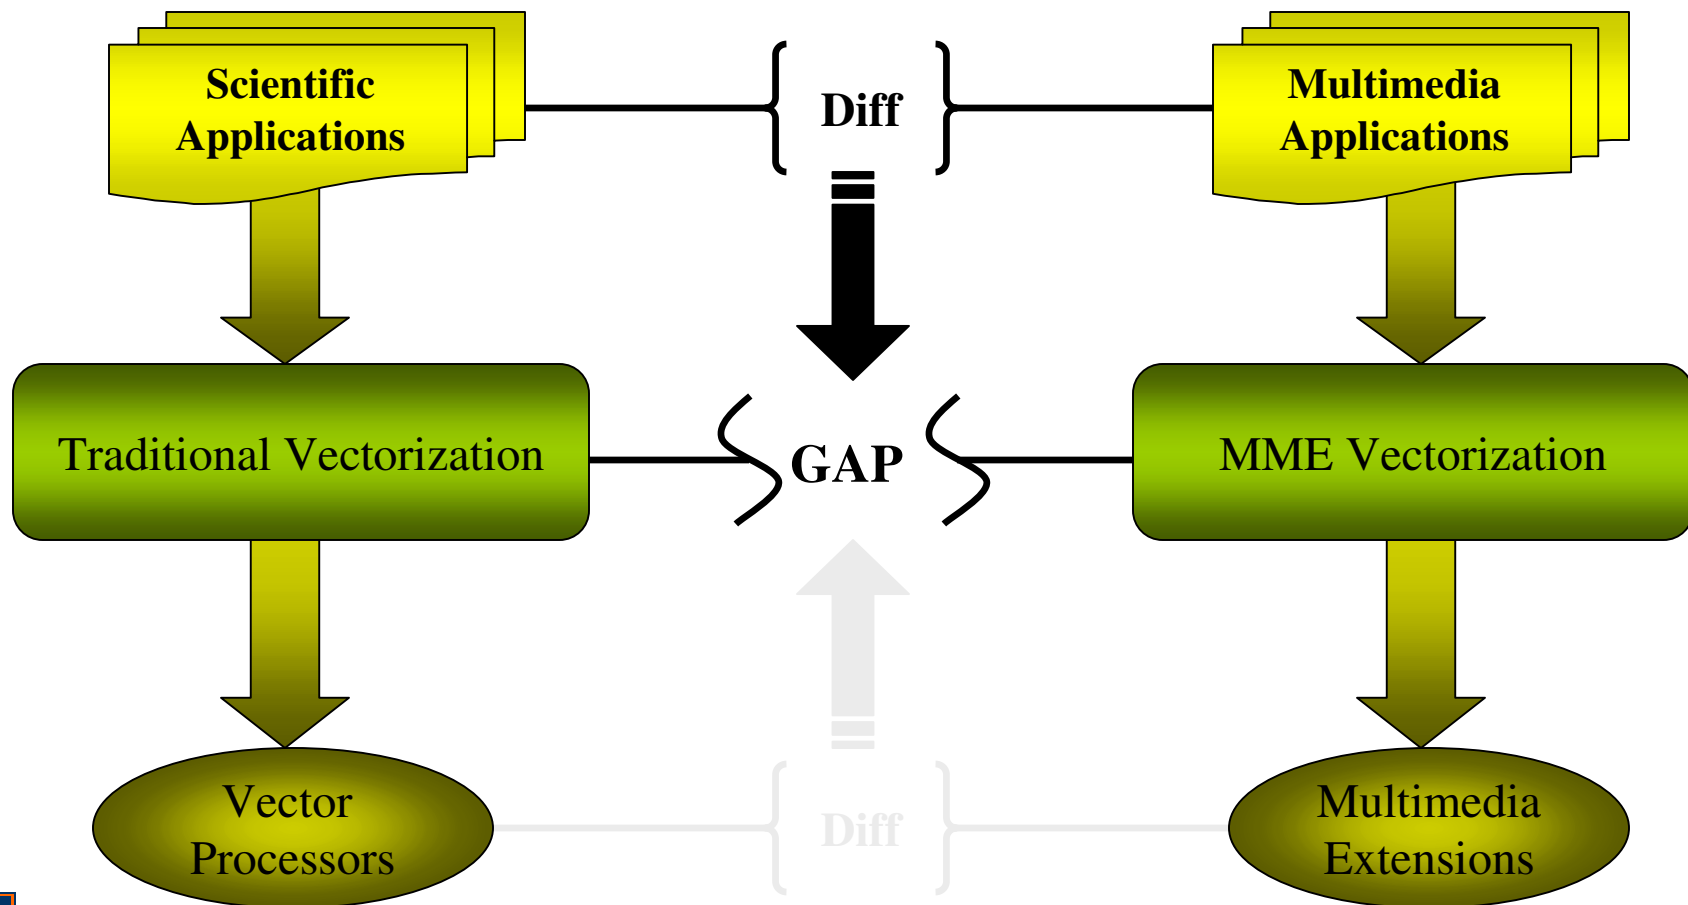 Scientific
Applications
Diff
Multimedia
Applications
Traditional Vectorization
GAP
MME Vectorization
Vector
Processors
Diff
Multimedia
Extensions